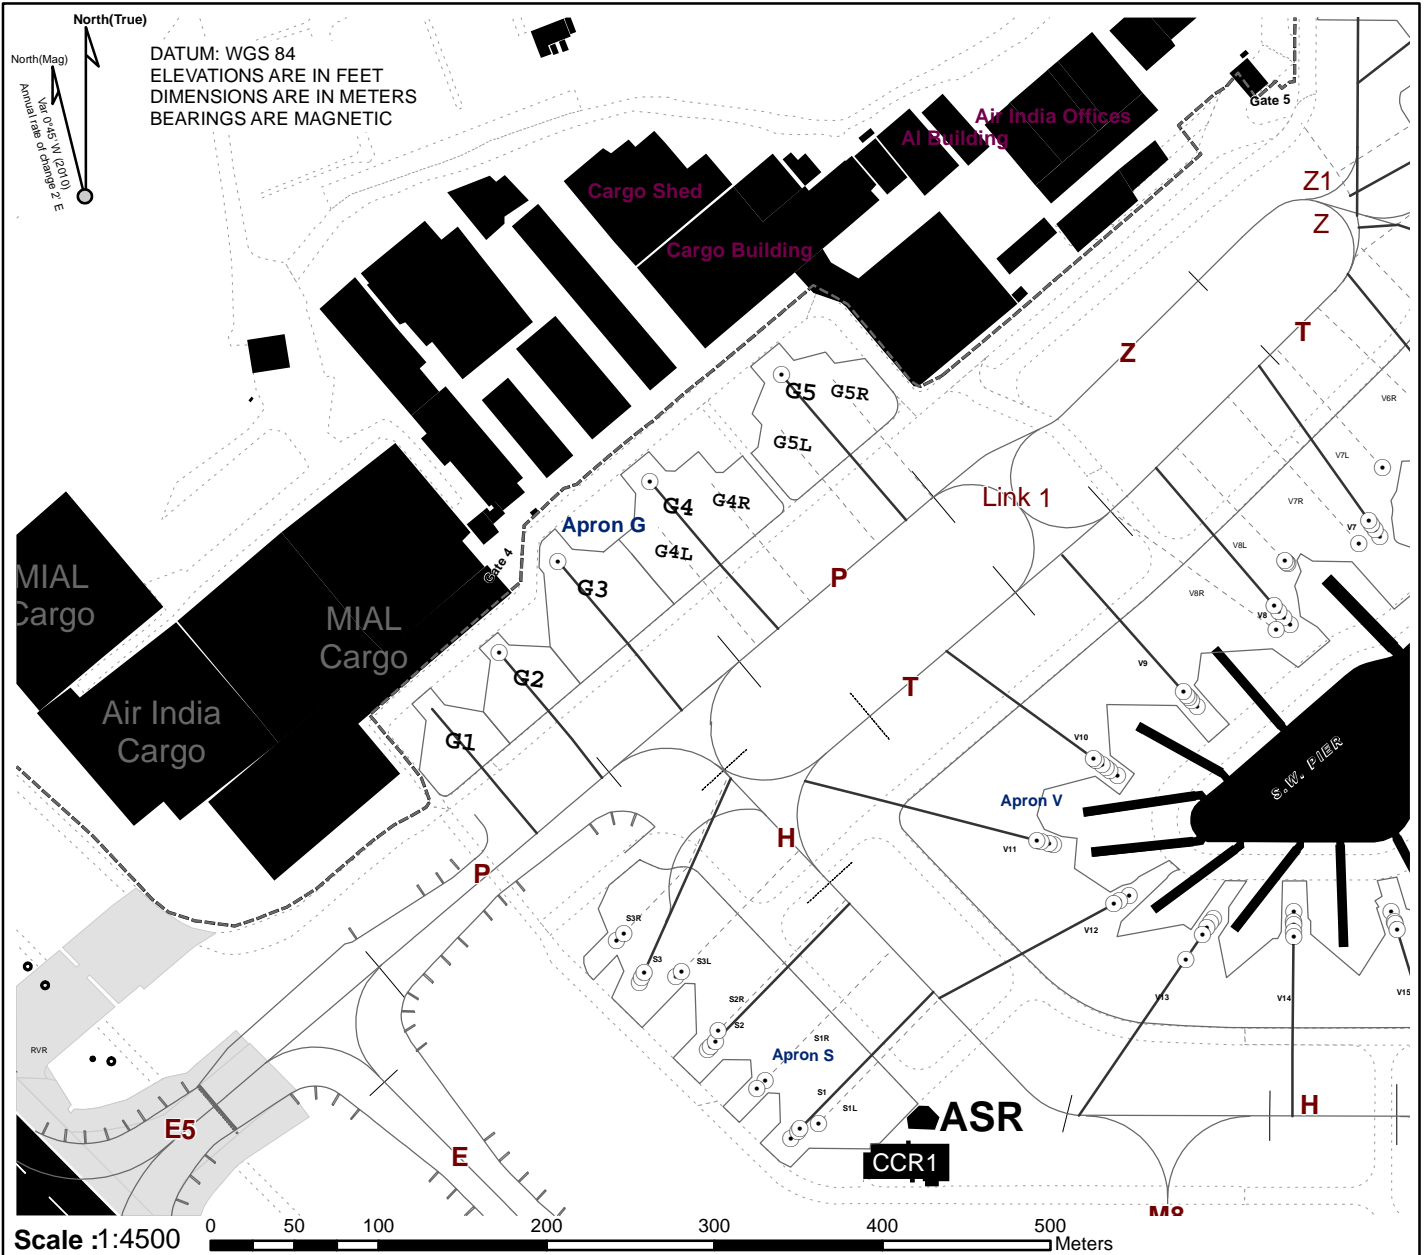 North(True)
North(Mag)
Var 0°45' W (2010)
Annual rate of change 2' E
DATUM: WGS 84
ELEVATIONS ARE IN FEET
DIMENSIONS ARE IN METERS
BEARINGS ARE MAGNETIC
Gate 5
Air India Offices
AI Building
Cargo Shed
Cargo Building
Z1
Z
Z
T
G5
G5R
G5L
V6R
V7L
V7R
V7
Link 1
G4
G4R
G4L
Apron G
Gate 4
G3
P
V8L
V8R
V8
V9
MIAL
Cargo
MIAL
Cargo
G2
T
Air India
Cargo
G1
V10
S.W. PIER
Apron V
V11
H
P
V12
S3R
S3
S3L
S2R
S2
V13
V14
V15
S1R
Apron S
S1
S1L
RVR
E5
E
ASR
CCR1
H
M8
Scale :1:4500
0 50 100 200 300 400 500
Meters